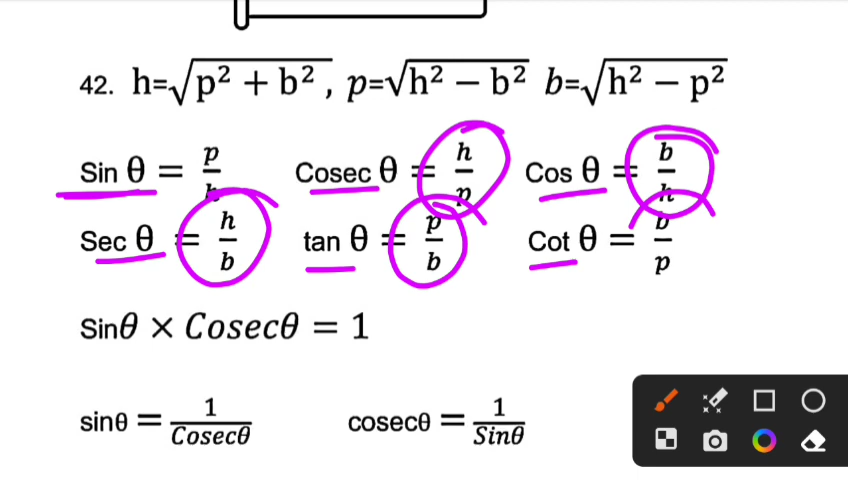 42. h=√(p² + b²) , p=√(h² − b²) b=√(h² − p²)
Sin θ = p/h Cosec θ = h/p Cos θ = b/h
Sec θ = h/b tan θ = p/b Cot θ = b/p
Sinθ × Cosecθ = 1
sinθ = 1/Cosecθ cosecθ = 1/Sinθ